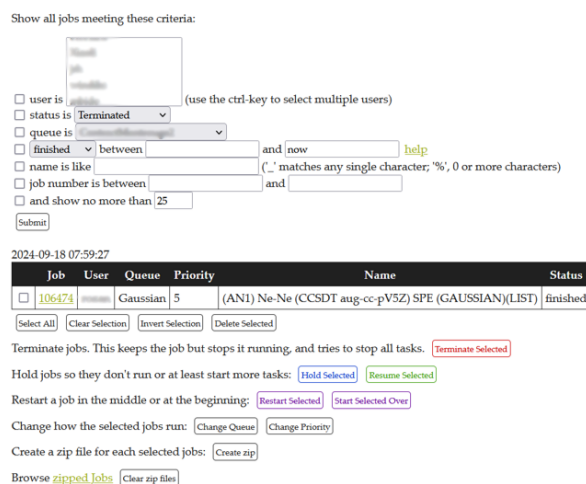 Show all jobs meeting these criteria:
user is (use the ctrl-key to select multiple users)
status is Terminated
queue is
finished between and now help
name is like ('_' matches any single character; '%', 0 or more characters)
job number is between and
and show no more than 25
Submit
2024-09-18 07:59:27
Job User Queue Priority Name Status
106474 Gaussian 5 (AN1) Ne-Ne (CCSDT aug-cc-pV5Z) SPE (GAUSSIAN)(LIST) finished
Select All Clear Selection Invert Selection Delete Selected
Terminate jobs. This keeps the job but stops it running, and tries to stop all tasks. Terminate Selected
Hold jobs so they don't run or at least start more tasks: Hold Selected Resume Selected
Restart a job in the middle or at the beginning: Restart Selected Start Selected Over
Change how the selected jobs run: Change Queue Change Priority
Create a zip file for each selected jobs: Create zip
Browse zipped Jobs Clear zip files